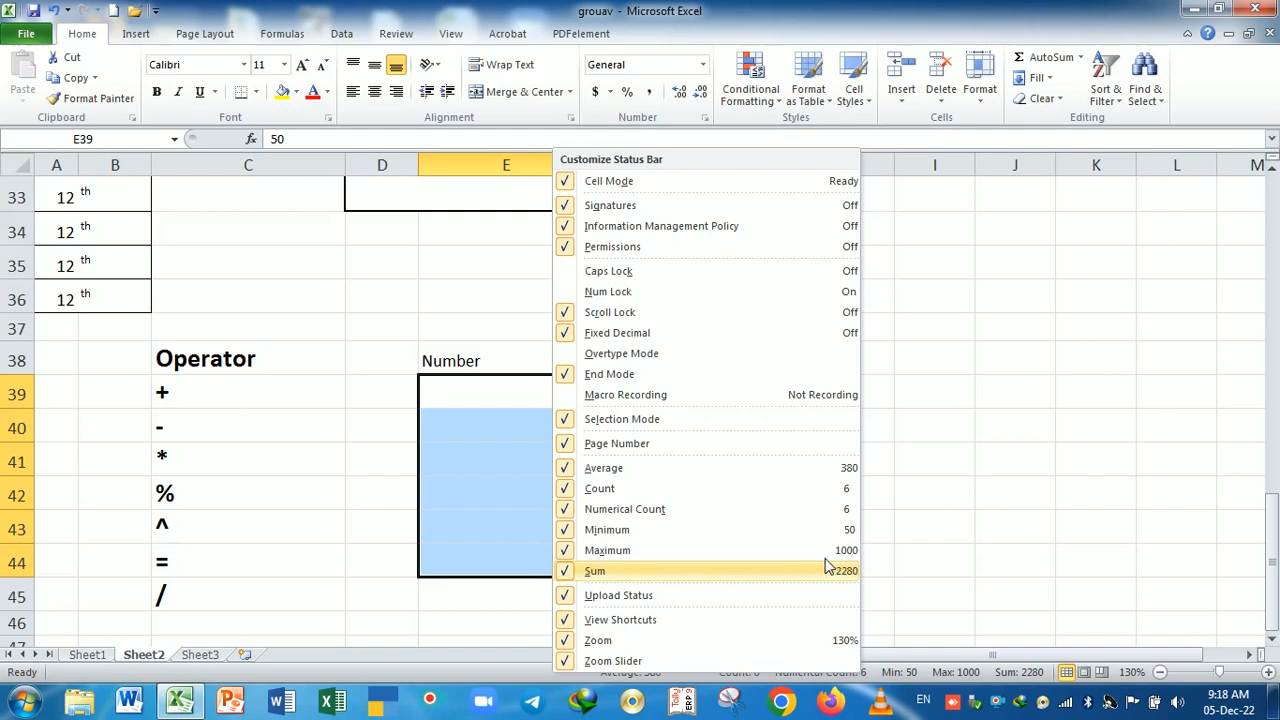 grouav - Microsoft Excel
File Home Insert Page Layout Formulas Data Review View Acrobat PDFelement
Paste
Cut
Copy
Format Painter
Clipboard
Calibri 11
B I U
Font
Wrap Text
Merge & Center
Alignment
General
$ % ,
Number
Conditional Formatting
Format as Table
Cell Styles
Styles
Insert
Delete
Format
Cells
Σ AutoSum
Fill
Clear
Sort & Filter
Find & Select
Editing
E39 fx 50
A B C D E I J K L M
33 12 th
34 12 th
35 12 th
36 12 th
37
38 Operator Number
39 +
40 -
41 *
42 %
43 ^
44 =
45 /
46
47
Customize Status Bar
Cell Mode Ready
Signatures Off
Information Management Policy Off
Permissions Off
Caps Lock Off
Num Lock On
Scroll Lock Off
Fixed Decimal Off
Overtype Mode
End Mode
Macro Recording Not Recording
Selection Mode
Page Number
Average 380
Count 6
Numerical Count 6
Minimum 50
Maximum 1000
Sum 2280
Upload Status
View Shortcuts
Zoom 130%
Zoom Slider
Sheet1 Sheet2 Sheet3
Ready Average: 380 Count: 6 Numerical Count: 6 Min: 50 Max: 1000 Sum: 2280 130%
EN 9:18 AM
05-Dec-22